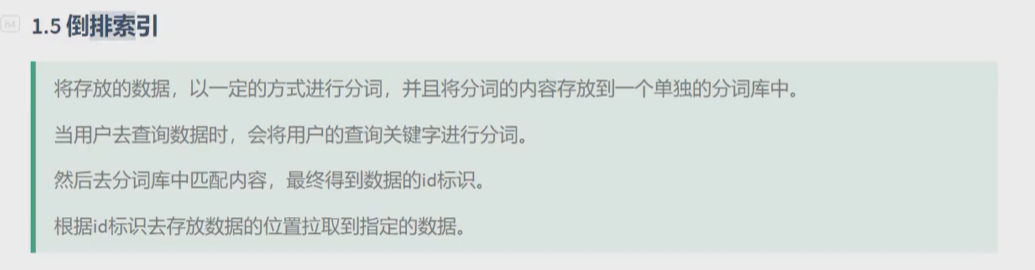 h4
1.5 倒排索引
将存放的数据，以一定的方式进行分词，并且将分词的内容存放到一个单独的分词库中。
当用户去查询数据时，会将用户的查询关键字进行分词。
然后去分词库中匹配内容，最终得到数据的id标识。
根据id标识去存放数据的位置拉取到指定的数据。